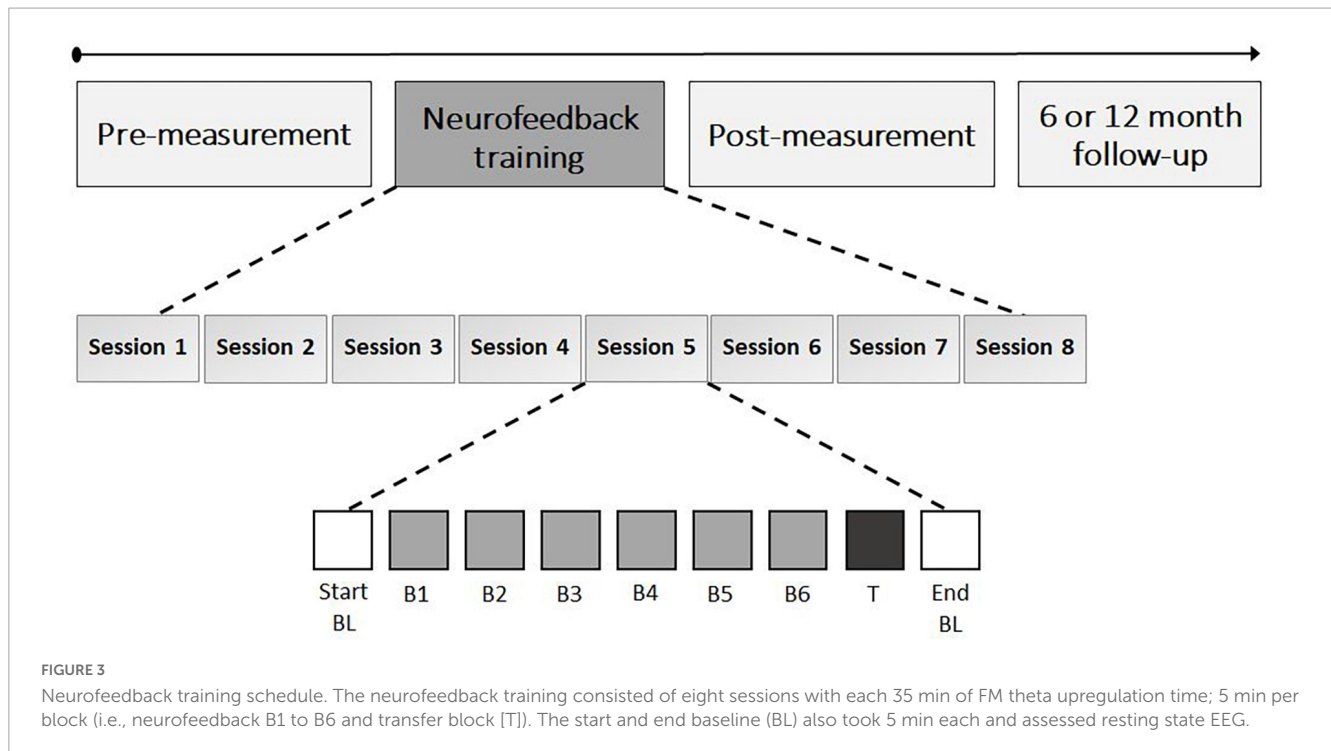 Pre-measurement
Neurofeedback
training
Post-measurement
6 or 12 month
follow-up
Session 1
Session 2
Session 3
Session 4
Session 5
Session 6
Session 7
Session 8
Start
BL
B1
B2
B3
B4
B5
B6
T
End
BL
FIGURE 3
Neurofeedback training schedule. The neurofeedback training consisted of eight sessions with each 35 min of FM theta upregulation time; 5 min per
block (i.e., neurofeedback B1 to B6 and transfer block [T]). The start and end baseline (BL) also took 5 min each and assessed resting state EEG.